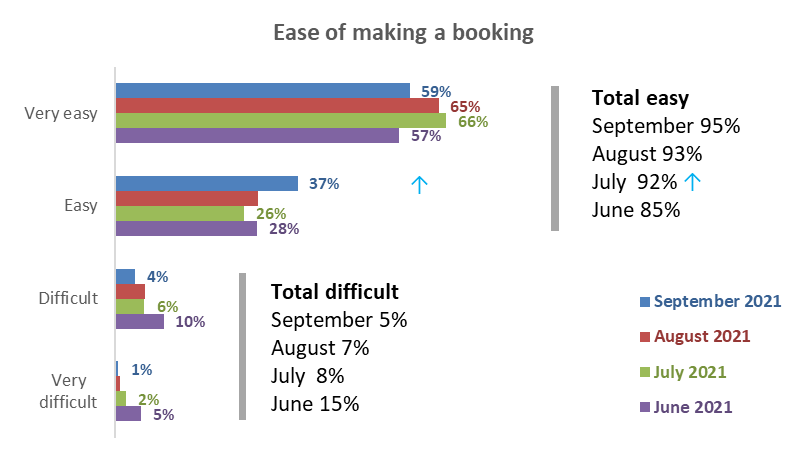 Ease of making a booking
Very easy
59%
65%
66%
57%
Easy
37%
↑
26%
28%
Difficult
4%
6%
10%
Very
difficult
1%
2%
5%
Total easy
September 95%
August 93%
July 92% ↑
June 85%
Total difficult
September 5%
August 7%
July 8%
June 15%
September 2021
August 2021
July 2021
June 2021